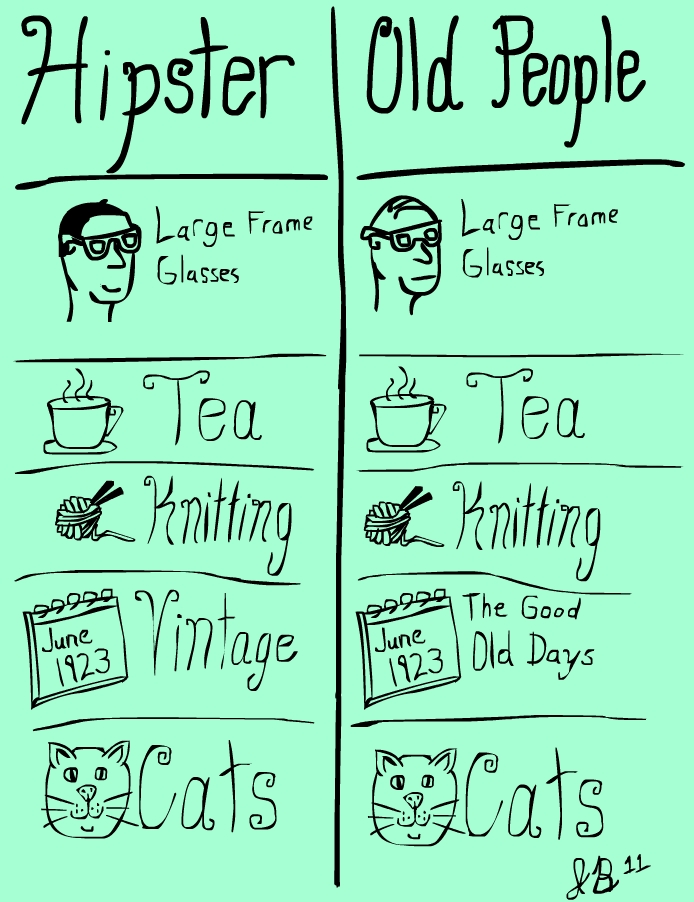 Hipster
Large Frame
Glasses
Tea
Knitting
June
1923
Vintage
Cats
Old People
Large Frame
Glasses
Tea
Knitting
June
1923
The Good
Old Days
Cats
11